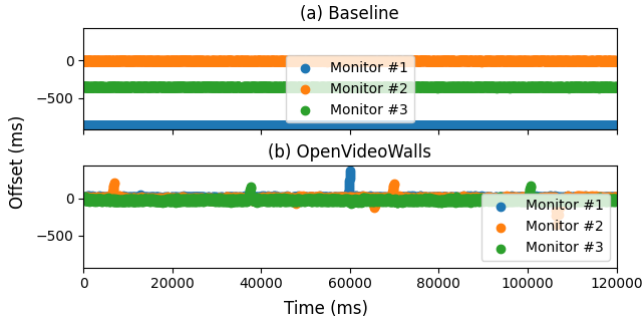 (a) Baseline
0
−500
Monitor #1
Monitor #2
Monitor #3
(b) OpenVideoWalls
Offset (ms)
0
−500
Monitor #1
Monitor #2
Monitor #3
0 20000 40000 60000 80000 100000 120000
Time (ms)